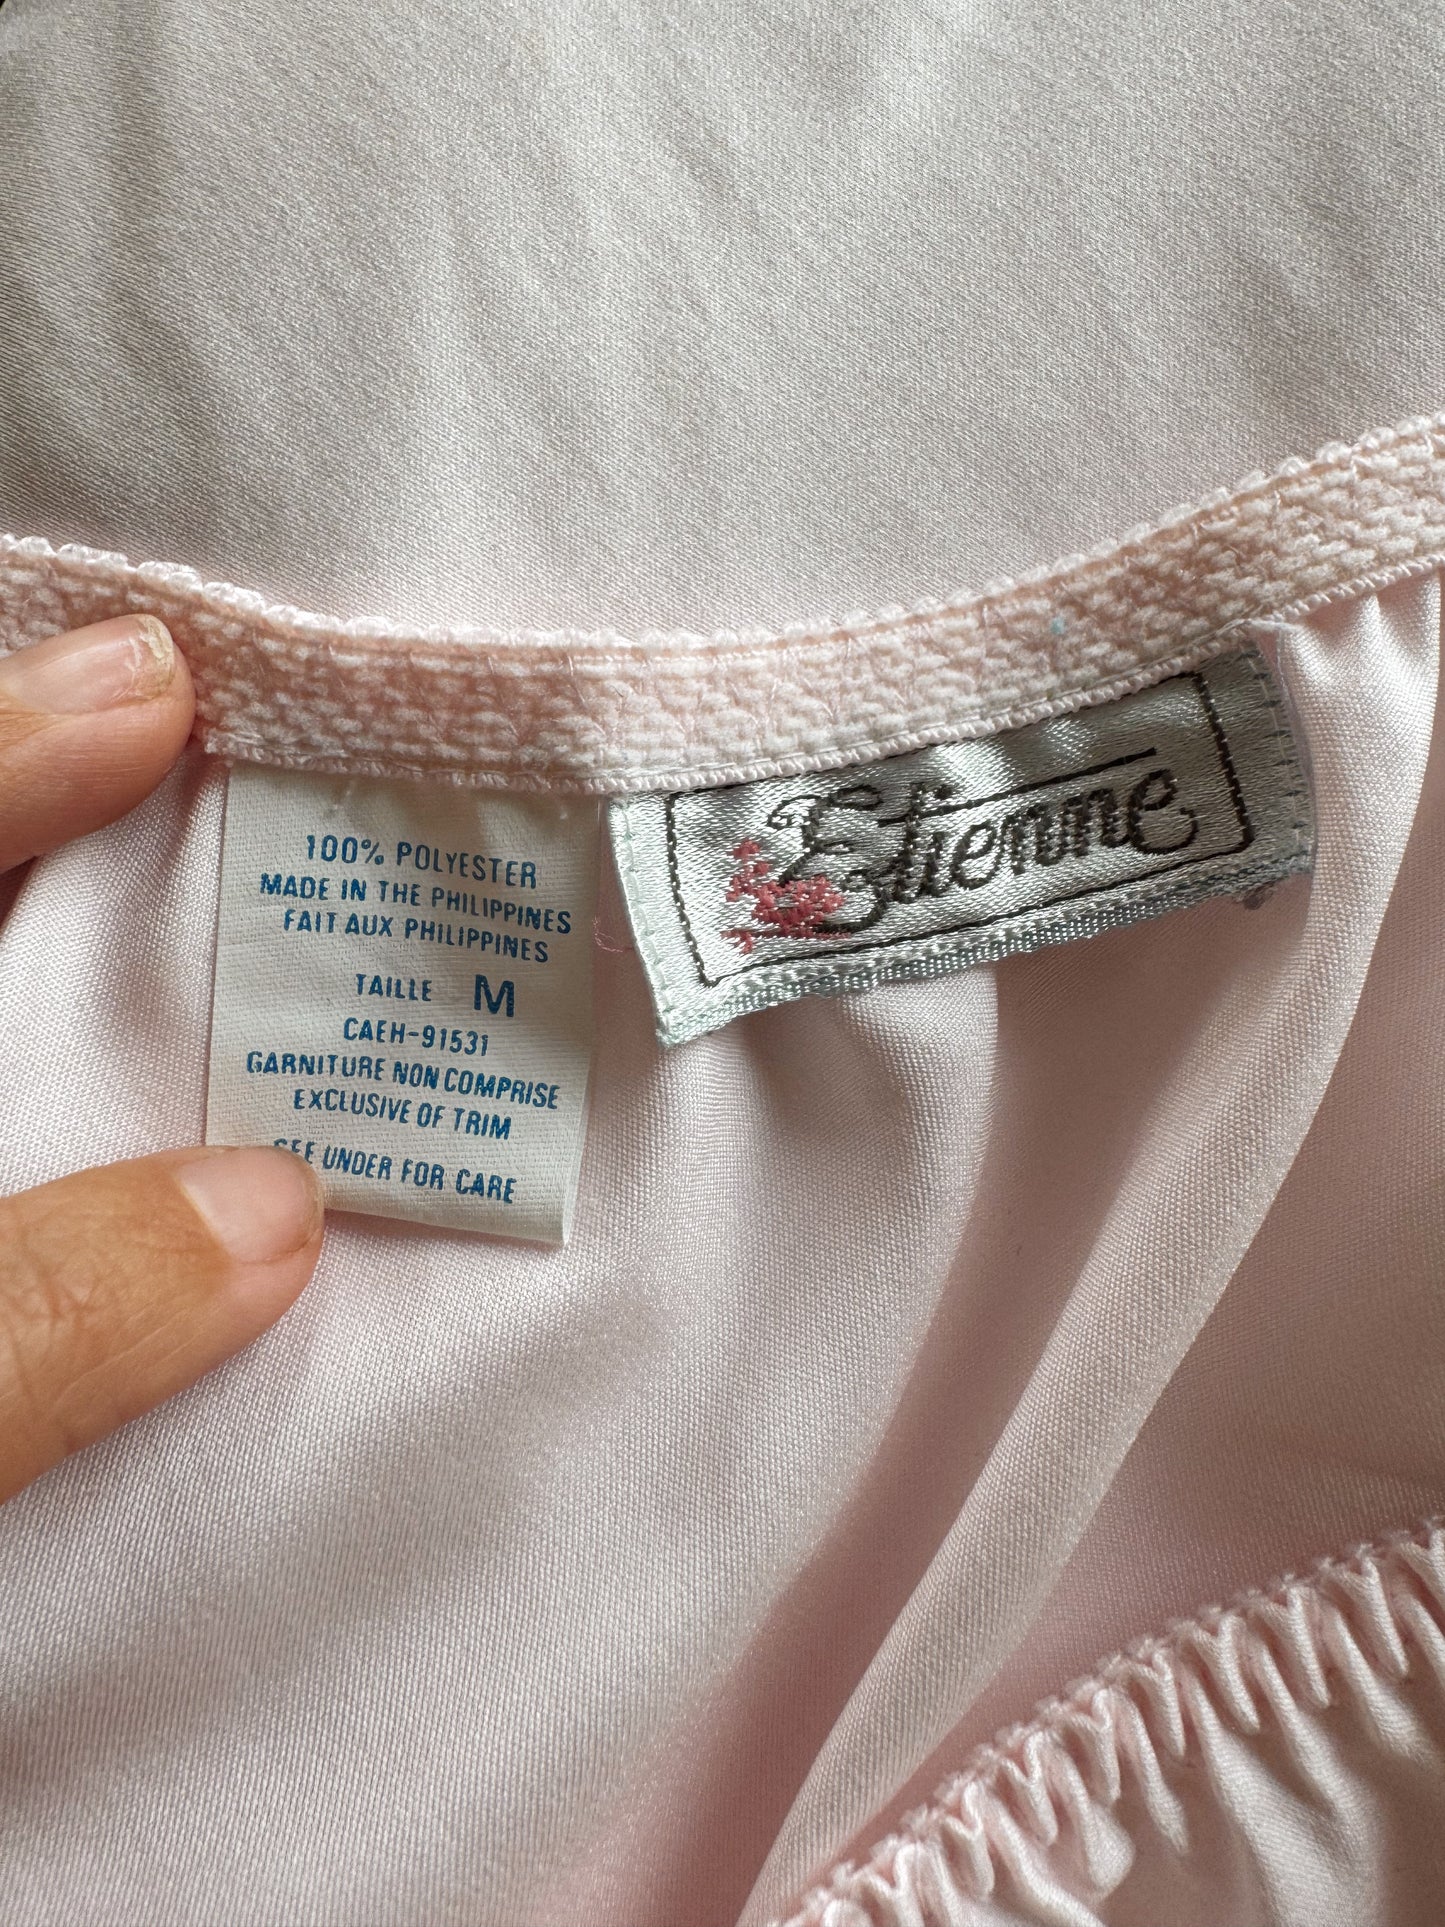 100% POLYESTER
MADE IN THE PHILIPPINES
FAIT AUX PHILIPPINES
TAILLE M
CAEH-91531
GARNITURE NON COMPRISE
EXCLUSIVE OF TRIM
SEE UNDER FOR CARE
Etienne